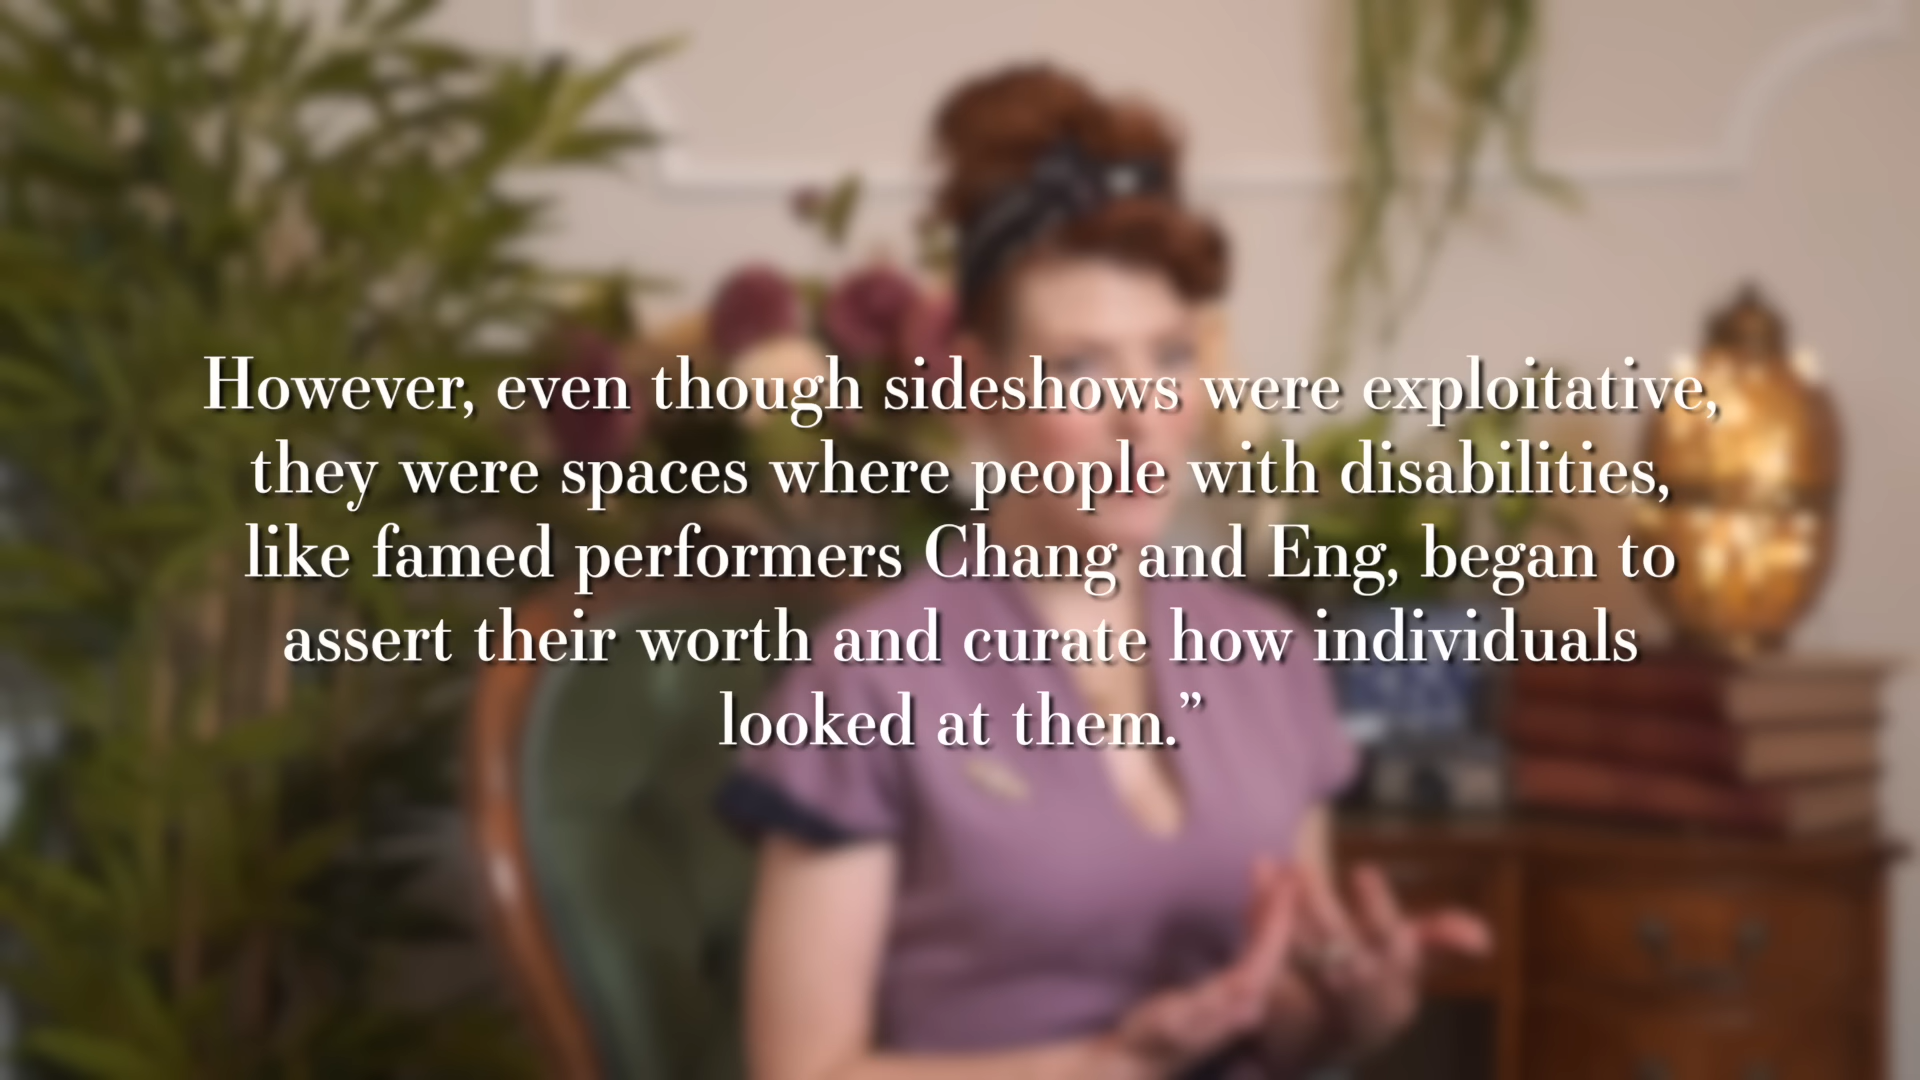 However, even though sideshows were exploitative,
they were spaces where people with disabilities,
like famed performers Chang and Eng, began to
assert their worth and curate how individuals
looked at them.”